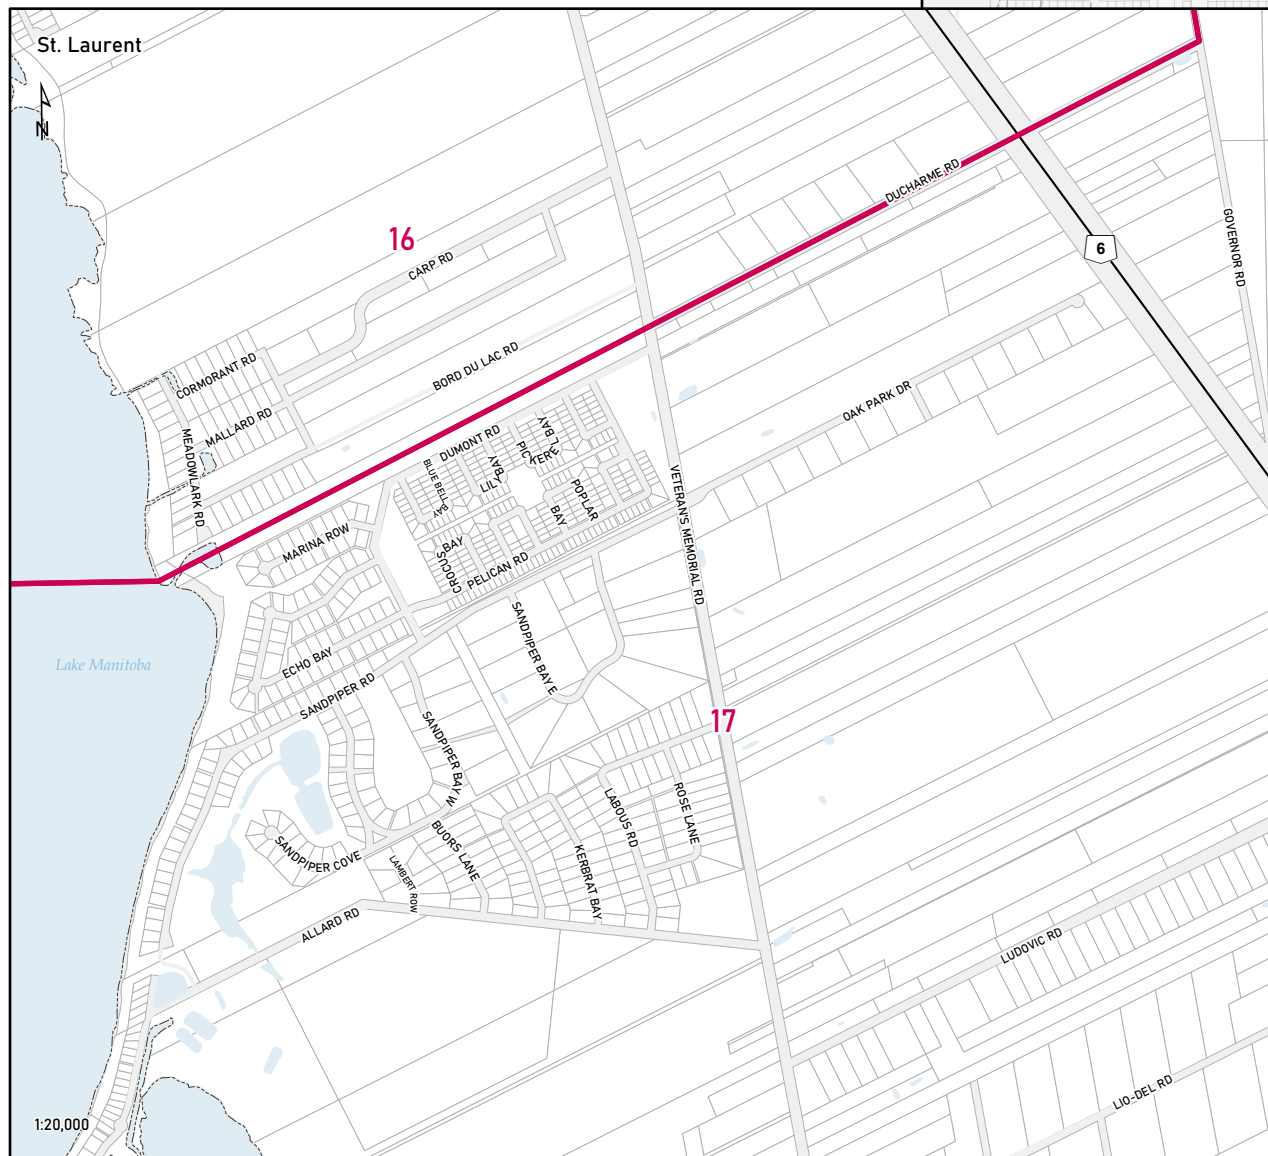 St. Laurent
N
DUCHARME RD
GOVERNOR RD
16
6
CARP RD
BORD DU LAC RD
CORMORANT RD
MALLARD RD
MEADOWLARK RD
OAK PARK DR
DUMONT RD
PICKEREL BAY
LILY BAY
BLUE BELL BAY
POPLAR BAY
VETERAN'S MEMORIAL RD
MARINA ROW
CROCUS BAY
PELICAN RD
SANDPIPER BAY E
ECHO BAY
Lake Manitoba
SANDPIPER RD
17
SANDPIPER BAY W
ROSE LANE
LABOUS RD
BUORS LANE
KERBRAT BAY
SANDPIPER COVE
LAMBERT ROW
ALLARD RD
LUDOVIC RD
LIO-DEL RD
1:20,000